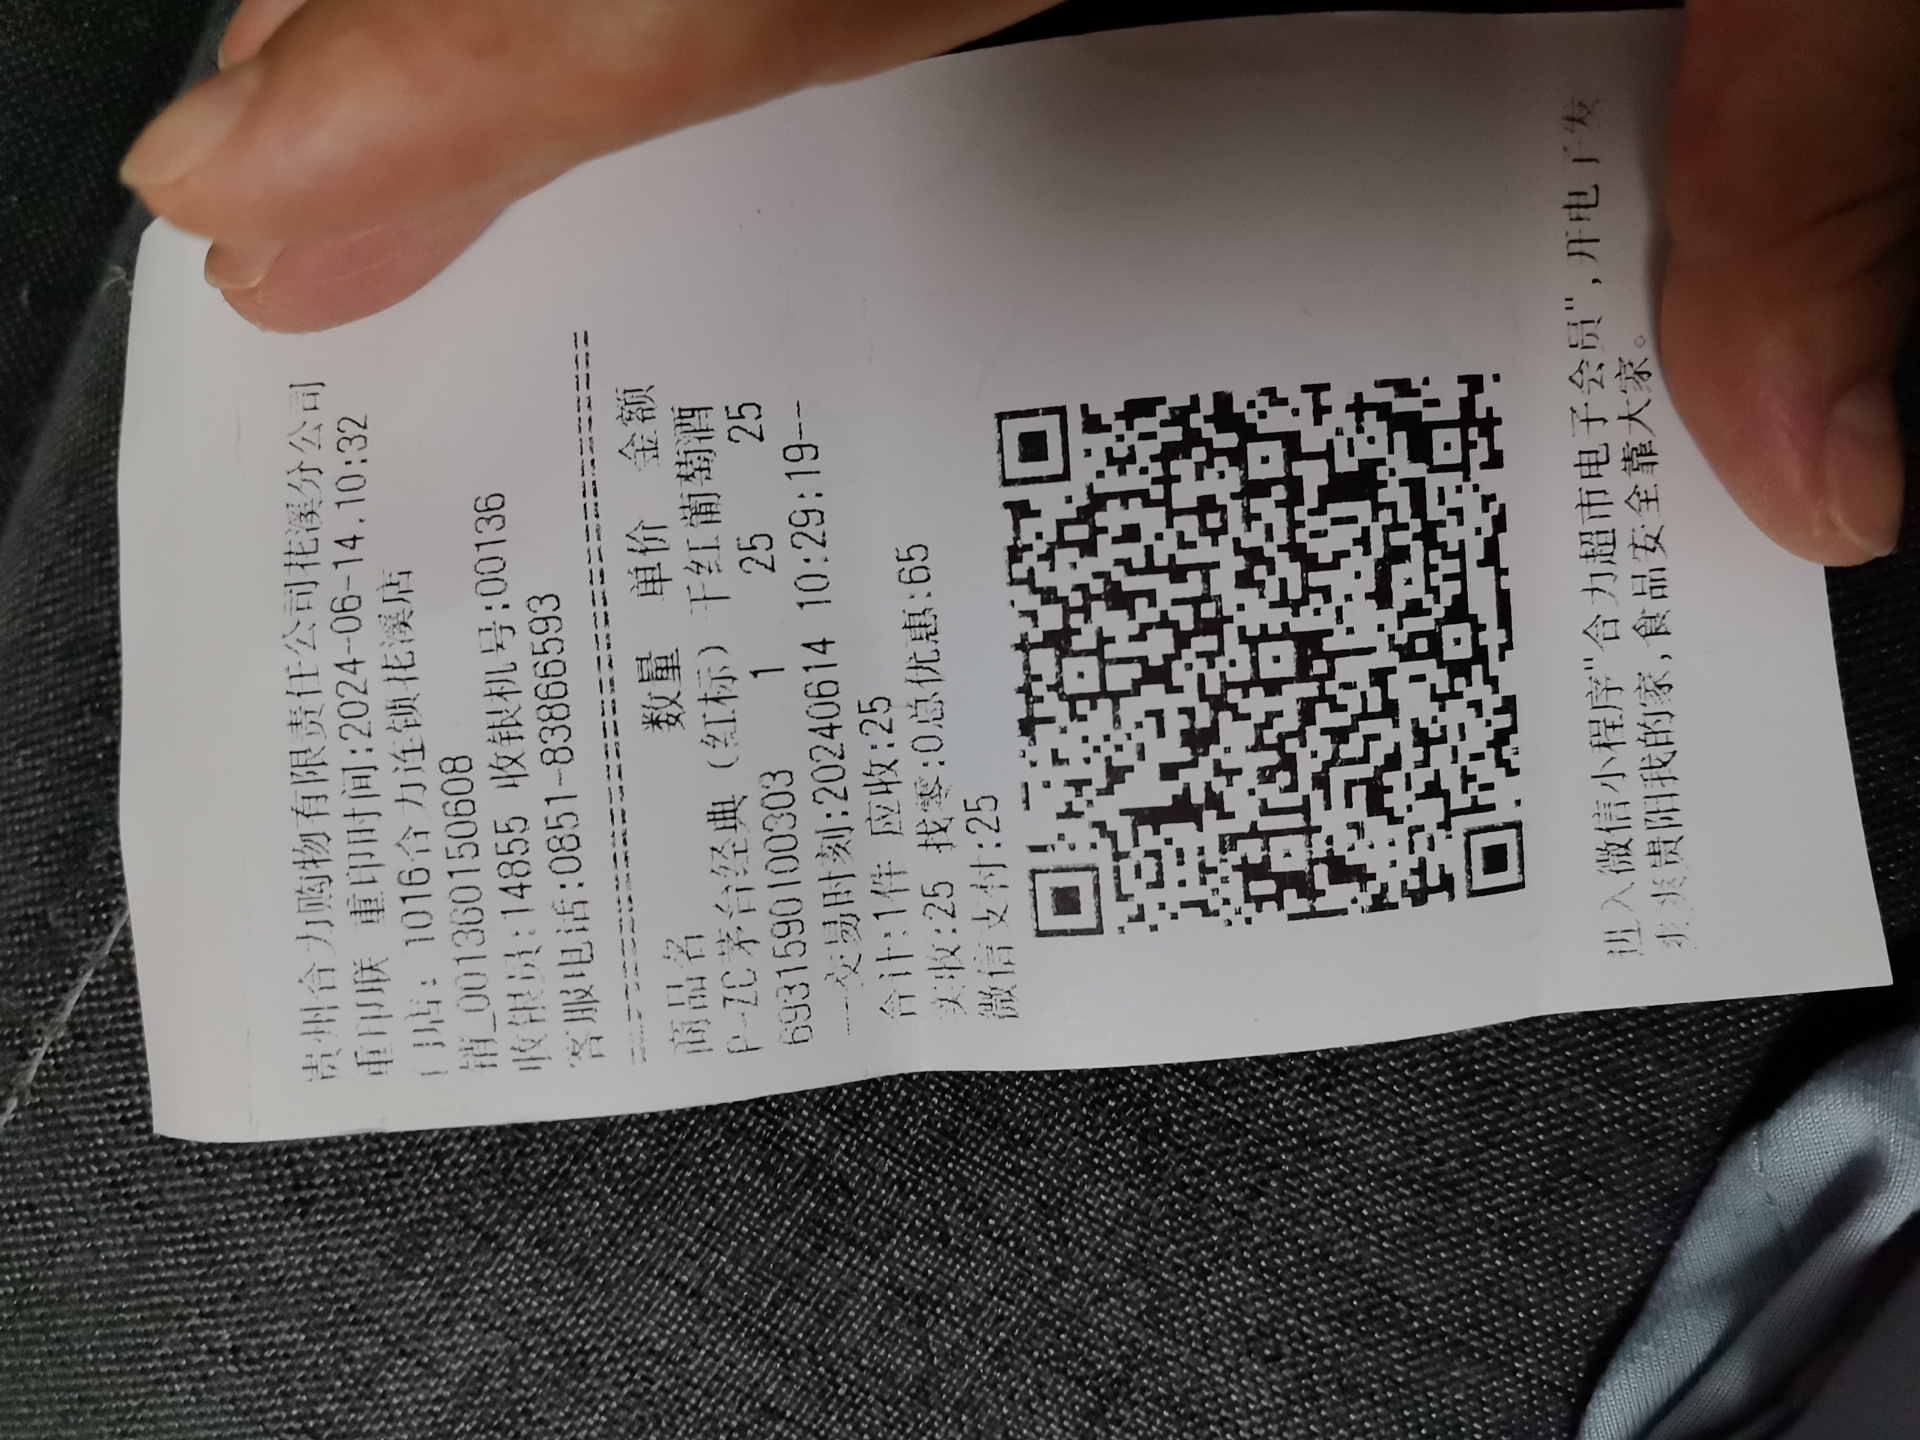 贵州合力购物有限责任公司花溪分公司
重印联 重印时间:2024-06-14.10:32
门店: 1016合力连锁花溪店
销_001360150608
收银员:14855 收银机号:00136
客服电话:0851-83866593
商品名 数量 单价 金额
P-ZC茅台经典（红标）干红葡萄酒
6931590100303 1 25 25
---交易时刻:20240614 10:29:19---
合计:1件 应收:25
实收:25 找零:0总优惠:65
微信支付:25
进入微信小程序"合力超市电子会员",开电子发
爽爽贵阳我的家,食品安全靠大家。